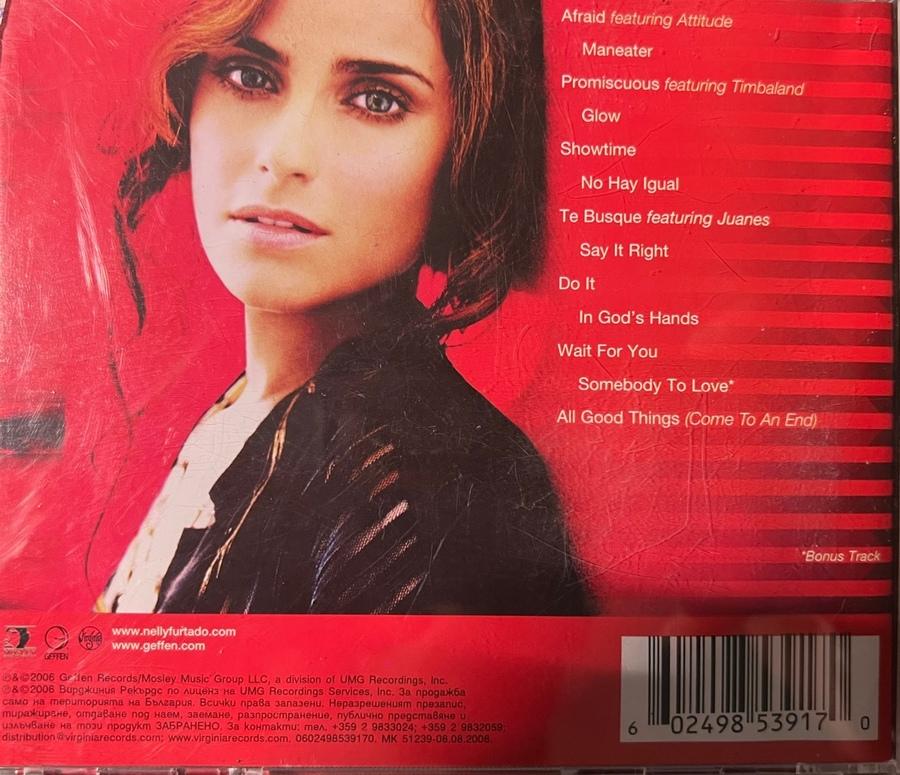 Afraid featuring Attitude
Maneater
Promiscuous featuring Timbaland
Glow
Showtime
No Hay Igual
Te Busque featuring Juanes
Say It Right
Do It
In God's Hands
Wait For You
Somebody To Love*
All Good Things (Come To An End)
*Bonus Track
GEFFEN
Virginia
www.nellyfurtado.com
www.geffen.com
℗&©2006 Geffen Records/Mosley Music Group LLC, a division of UMG Recordings, Inc.
℗&©2006 Вирджиния Рекърдс по лиценз на UMG Recordings Services, Inc. За продажба
само на територията на България. Всички права запазени. Неразрешеният презапис,
тиражиране, отдаване под наем, заемане, разпространение, публично представяне и
излъчване на този продукт ЗАБРАНЕНО. За контакти: тел. +359 2 9833024; +359 2 9832059;
distribution@virginiarecords.com; www.virginiarecords.com. 0602498539170. МК 51239-08.08.2006.
6 02498 53917 0